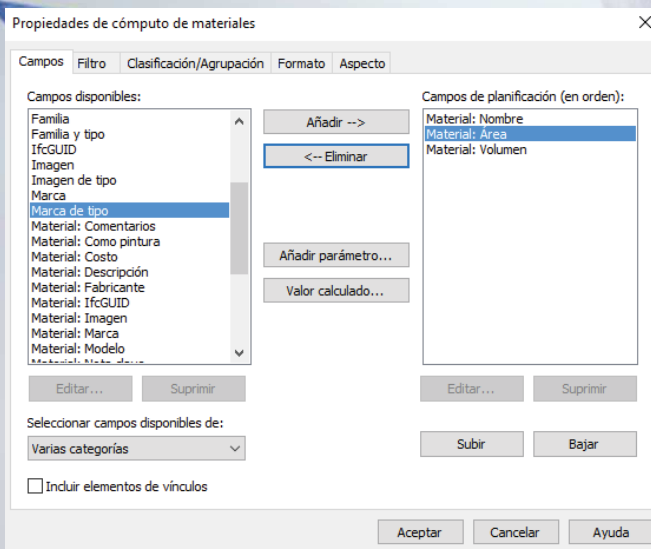 Propiedades de cómputo de materiales
Campos Filtro Clasificación/Agrupación Formato Aspecto
Campos disponibles:
Familia
Familia y tipo
IfcGUID
Imagen
Imagen de tipo
Marca
Marca de tipo
Material: Comentarios
Material: Como pintura
Material: Costo
Material: Descripción
Material: Fabricante
Material: IfcGUID
Material: Imagen
Material: Marca
Material: Modelo
Editar... Suprimir
Seleccionar campos disponibles de:
Varias categorías
Incluir elementos de vínculos
Añadir -->
<-- Eliminar
Añadir parámetro...
Valor calculado...
Campos de planificación (en orden):
Material: Nombre
Material: Área
Material: Volumen
Editar... Suprimir
Subir Bajar
Aceptar Cancelar Ayuda